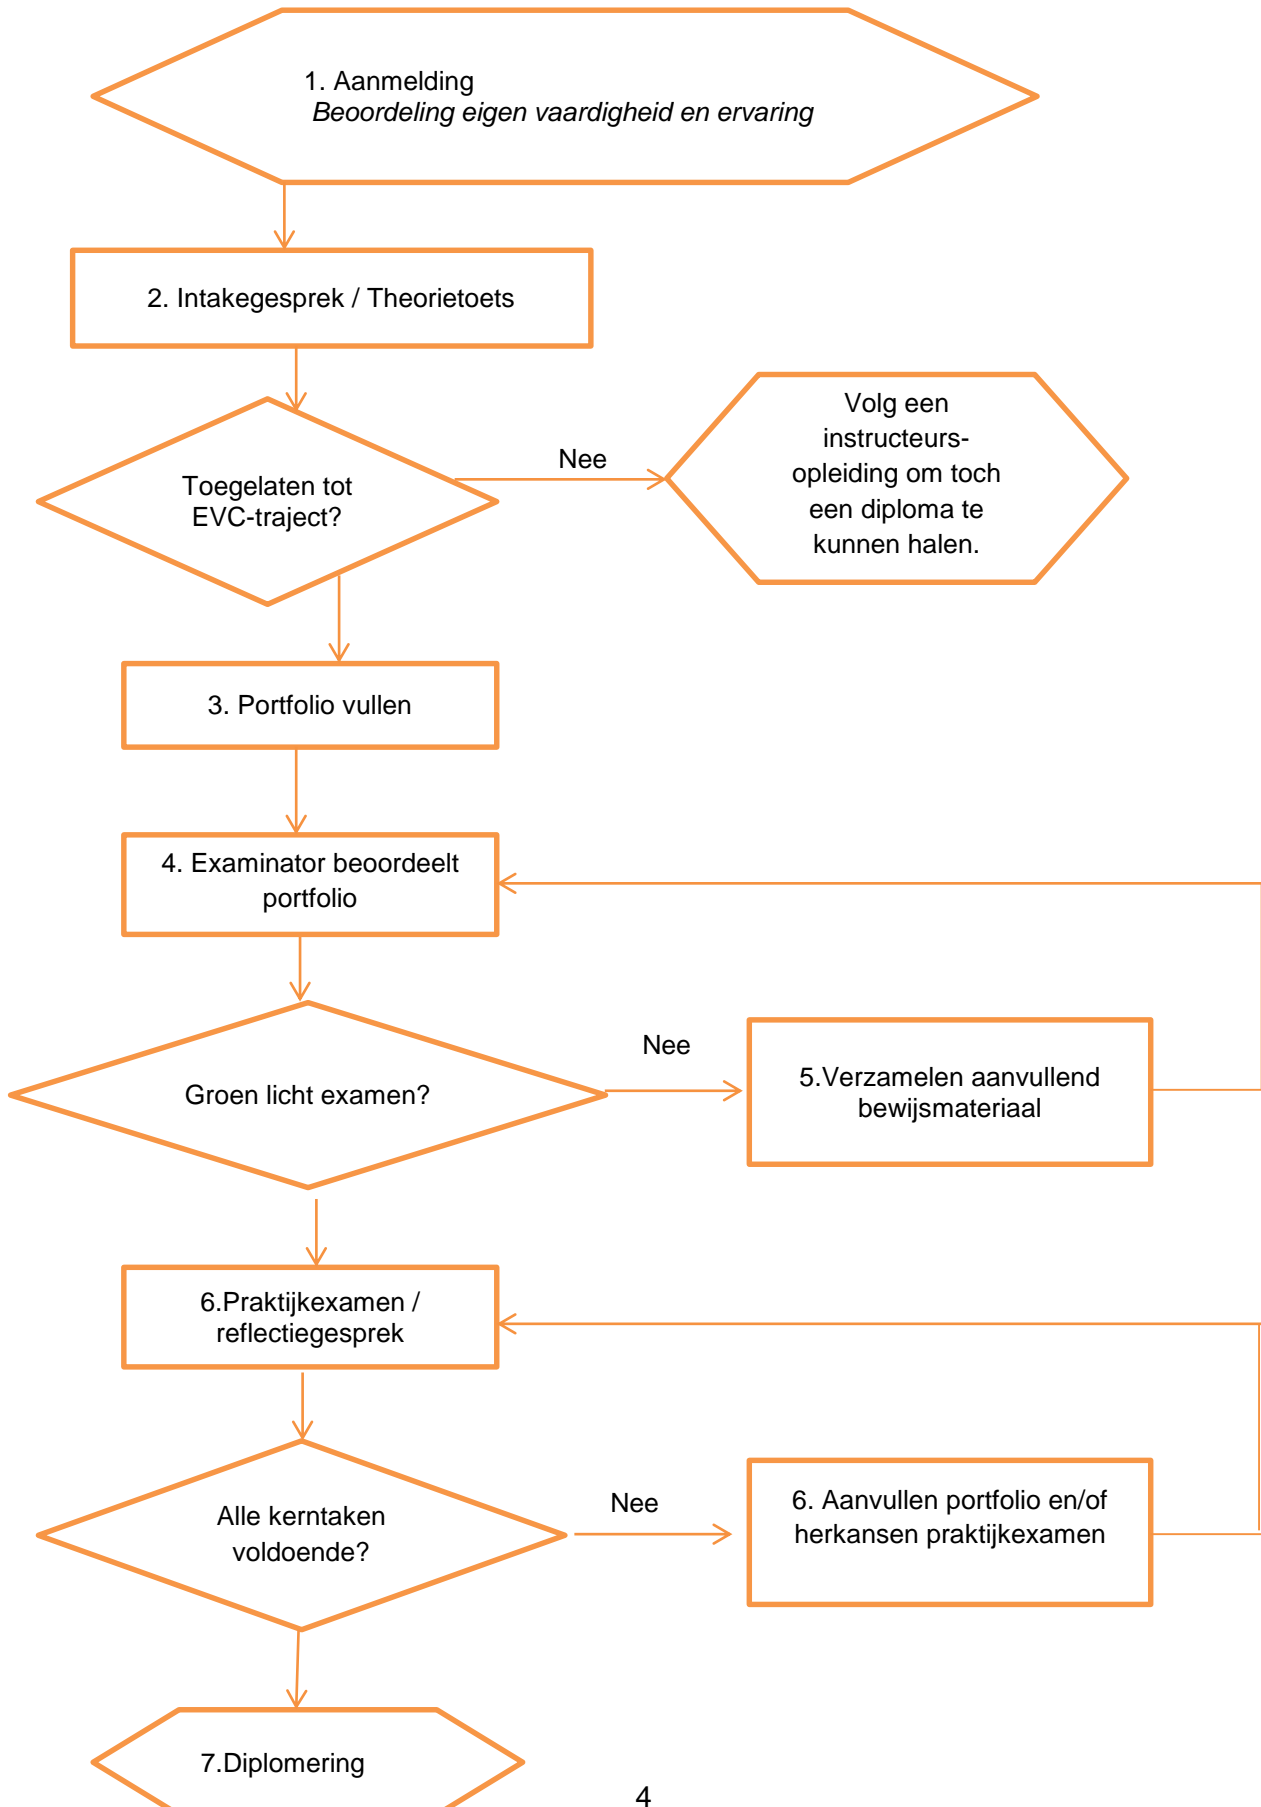 1. Aanmelding
Beoordeling eigen vaardigheid en ervaring
2. Intakegesprek / Theorietoets
Volg een
instructeurs-
opleiding om toch
een diploma te
kunnen halen.
Nee
Toegelaten tot
EVC-traject?
3. Portfolio vullen
4. Examinator beoordeelt
portfolio
Nee
Groen licht examen?
5.Verzamelen aanvullend
bewijsmateriaal
6.Praktijkexamen /
reflectiegesprek
Nee
Alle kerntaken
voldoende?
6. Aanvullen portfolio en/of
herkansen praktijkexamen
7.Diplomering
4